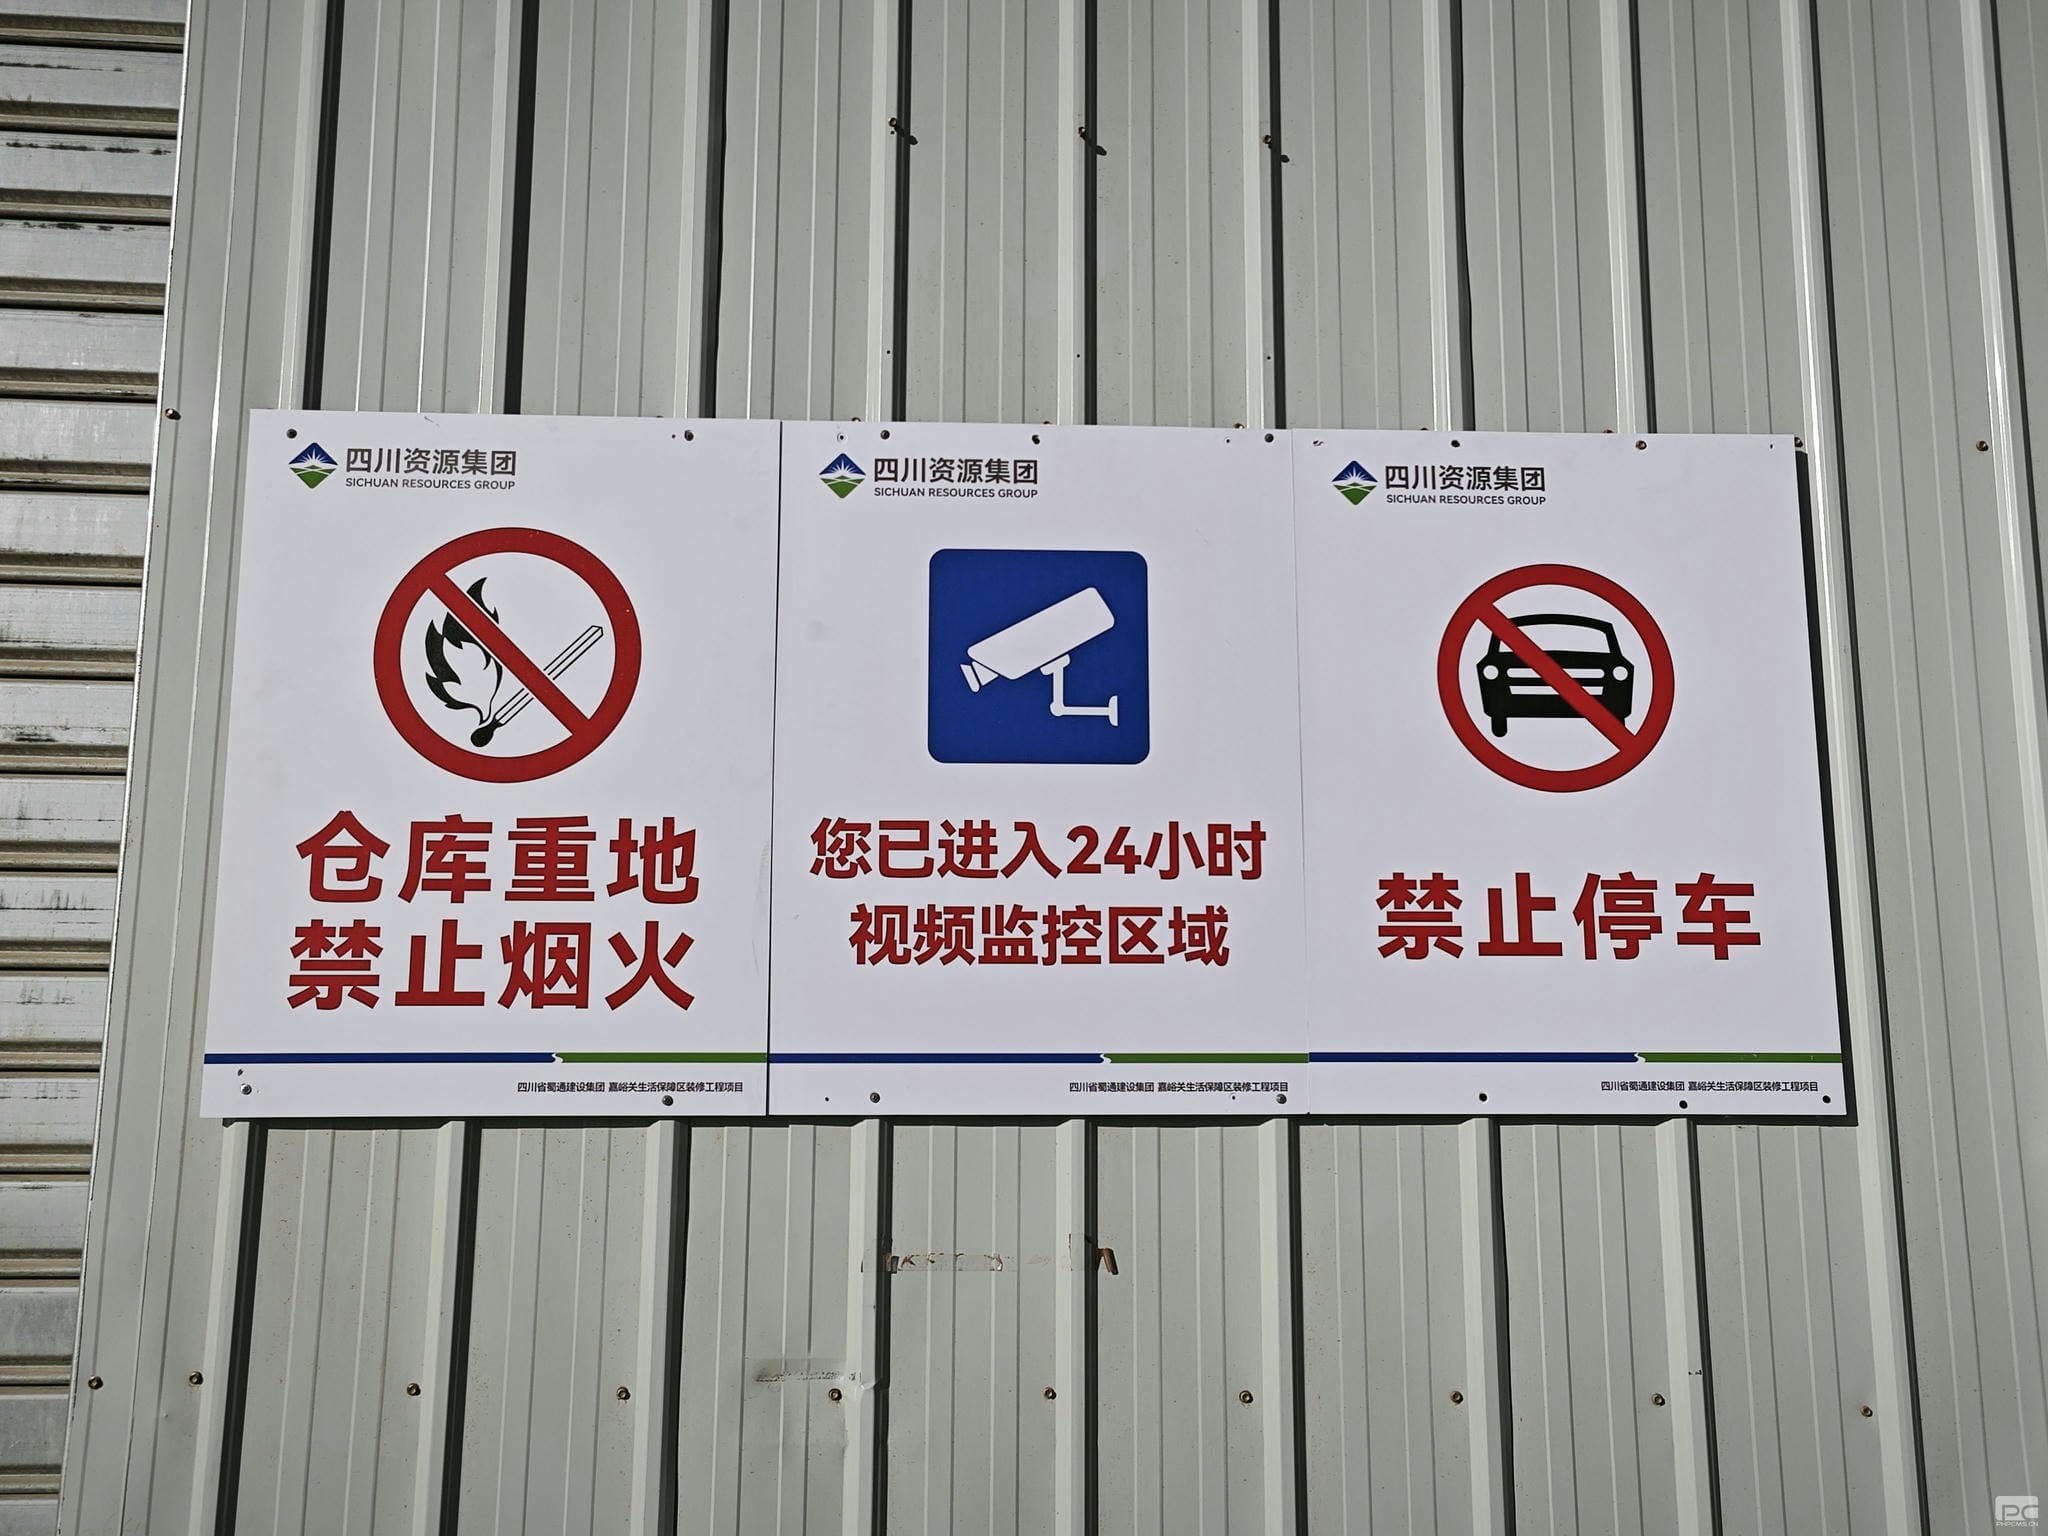 四川资源集团
SICHUAN RESOURCES GROUP
仓库重地
禁止烟火
四川省蜀通建设集团 嘉峪关生活保障区装修工程项目
四川资源集团
SICHUAN RESOURCES GROUP
您已进入24小时
视频监控区域
四川省蜀通建设集团 嘉峪关生活保障区装修工程项目
四川资源集团
SICHUAN RESOURCES GROUP
禁止停车
四川省蜀通建设集团 嘉峪关生活保障区装修工程项目
PC
PHPCMS.CN